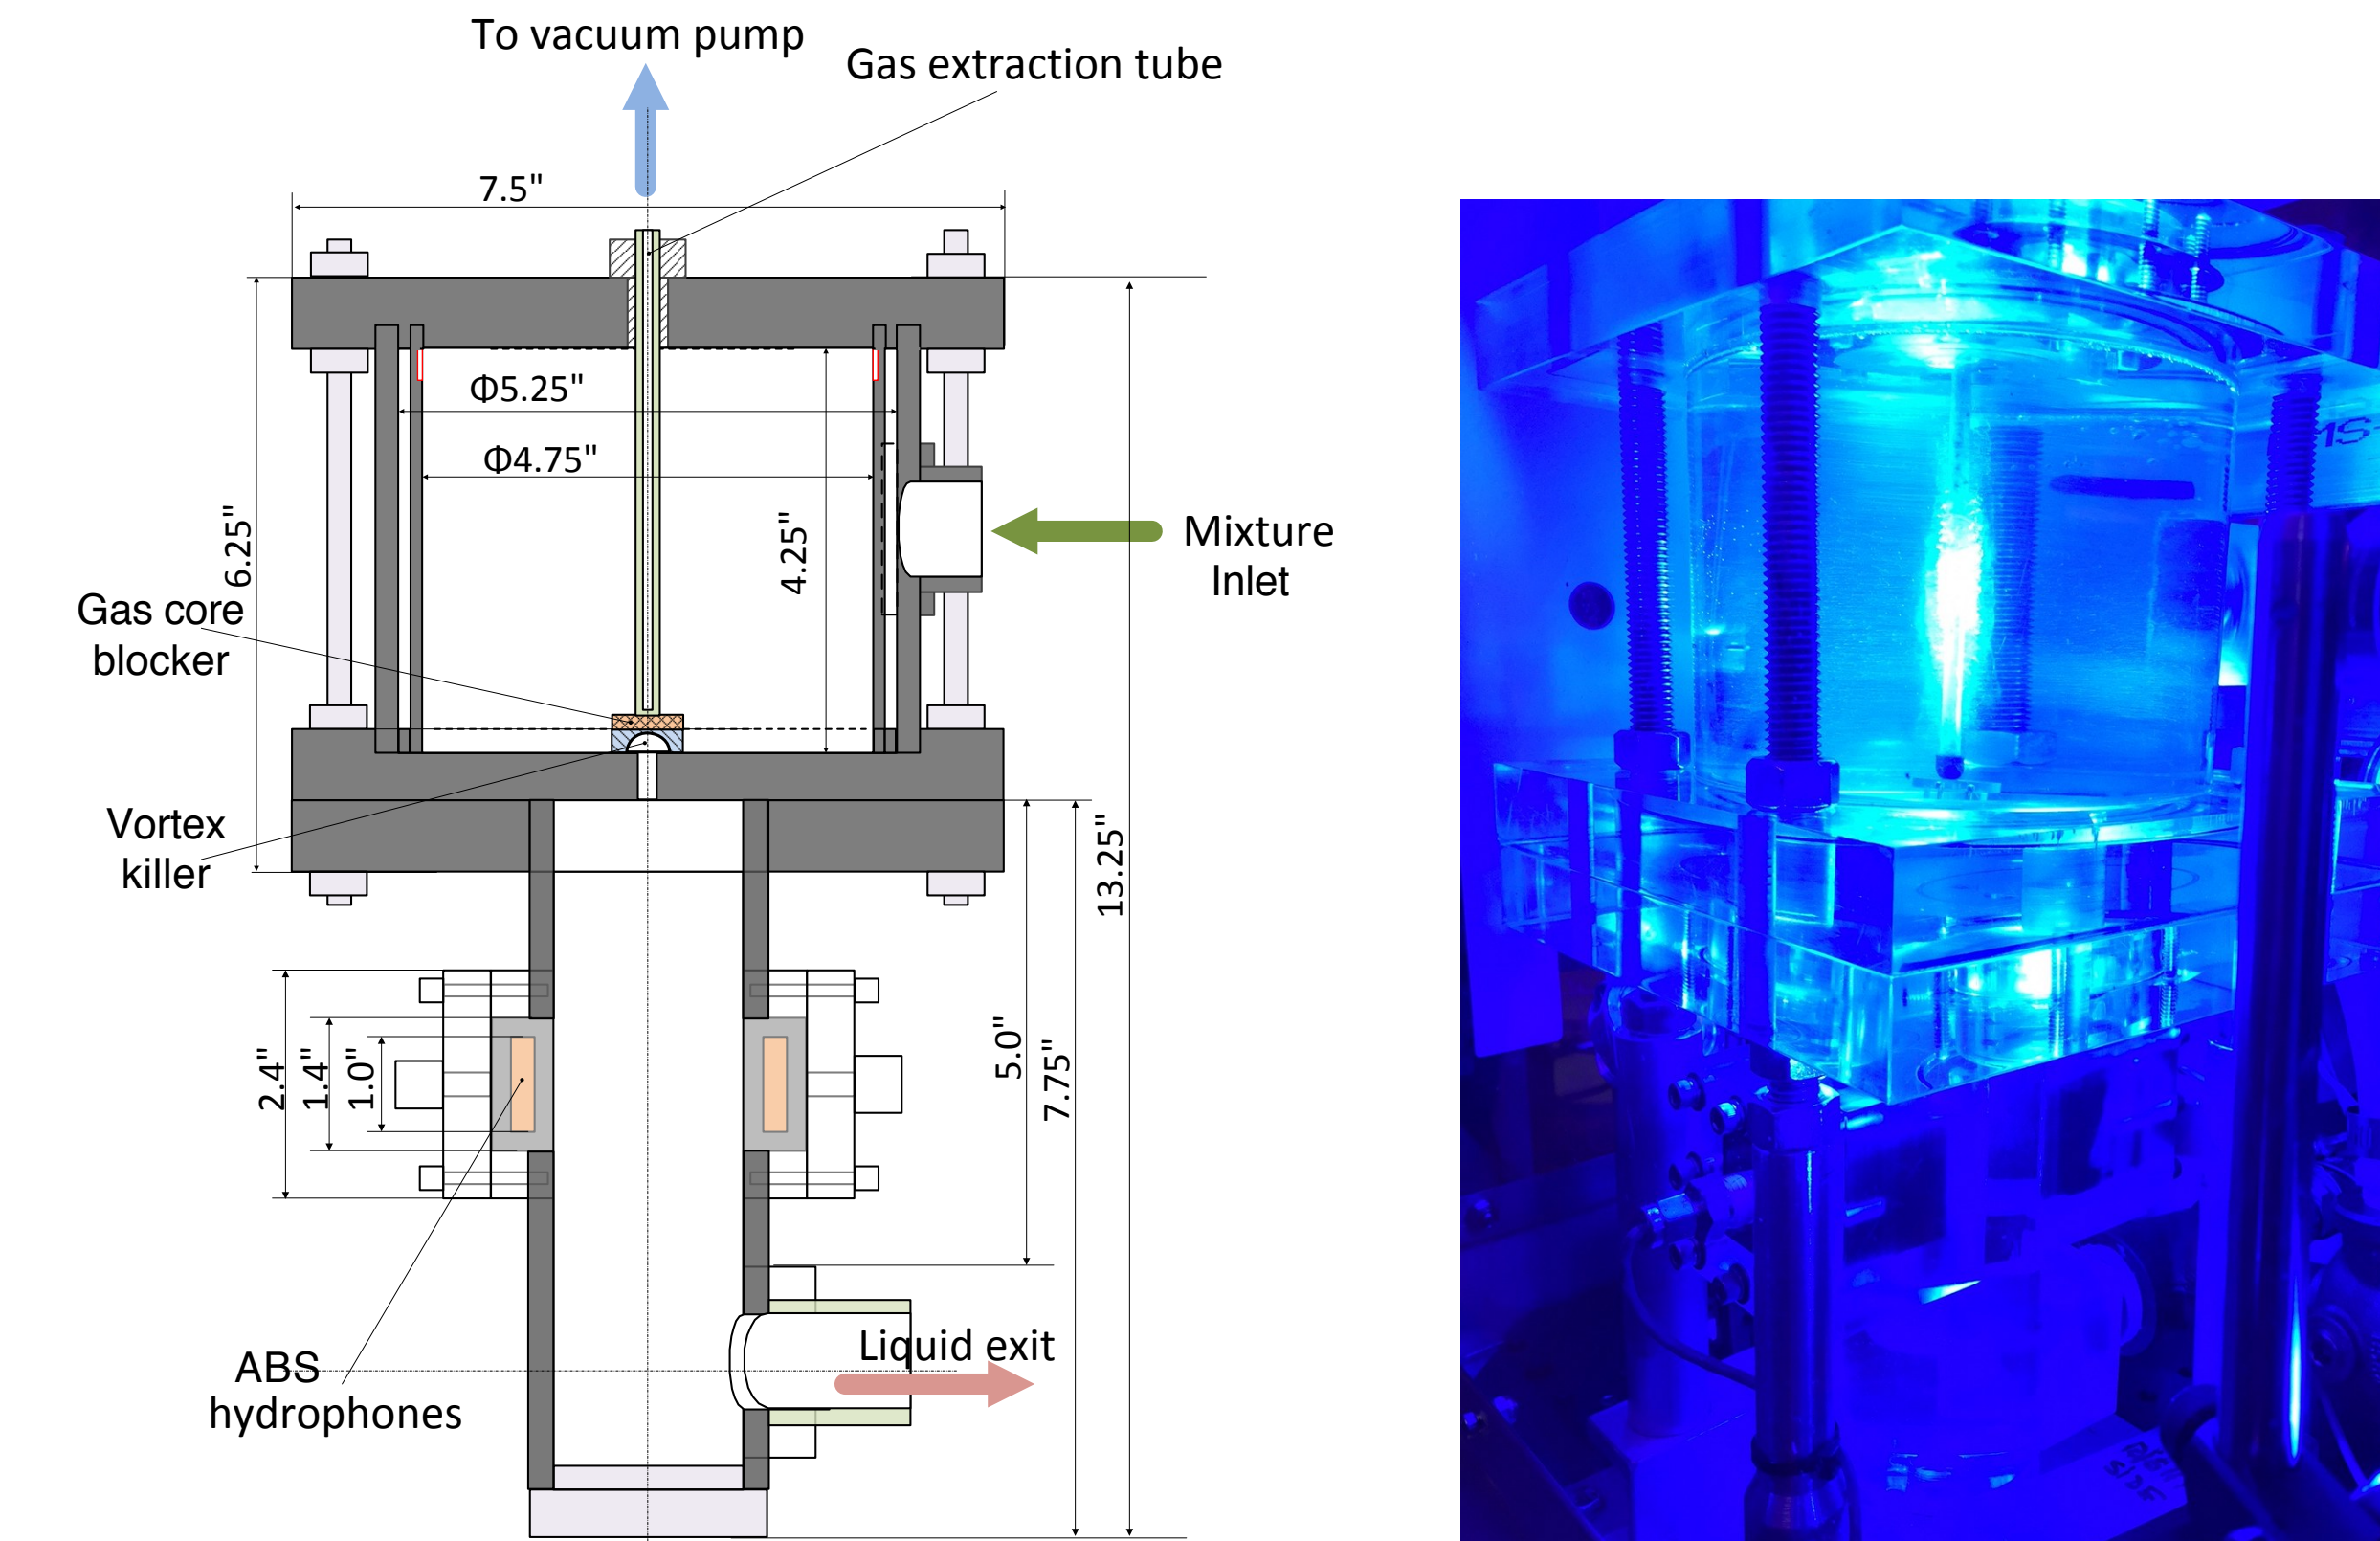 To vacuum pump
Gas extraction tube
7.5"
Φ5.25"
Φ4.75"
6.25"
4.25"
Mixture
Inlet
Gas core
blocker
Vortex
killer
13.25"
5.0"
7.75"
2.4"
1.4"
1.0"
ABS
hydrophones
Liquid exit